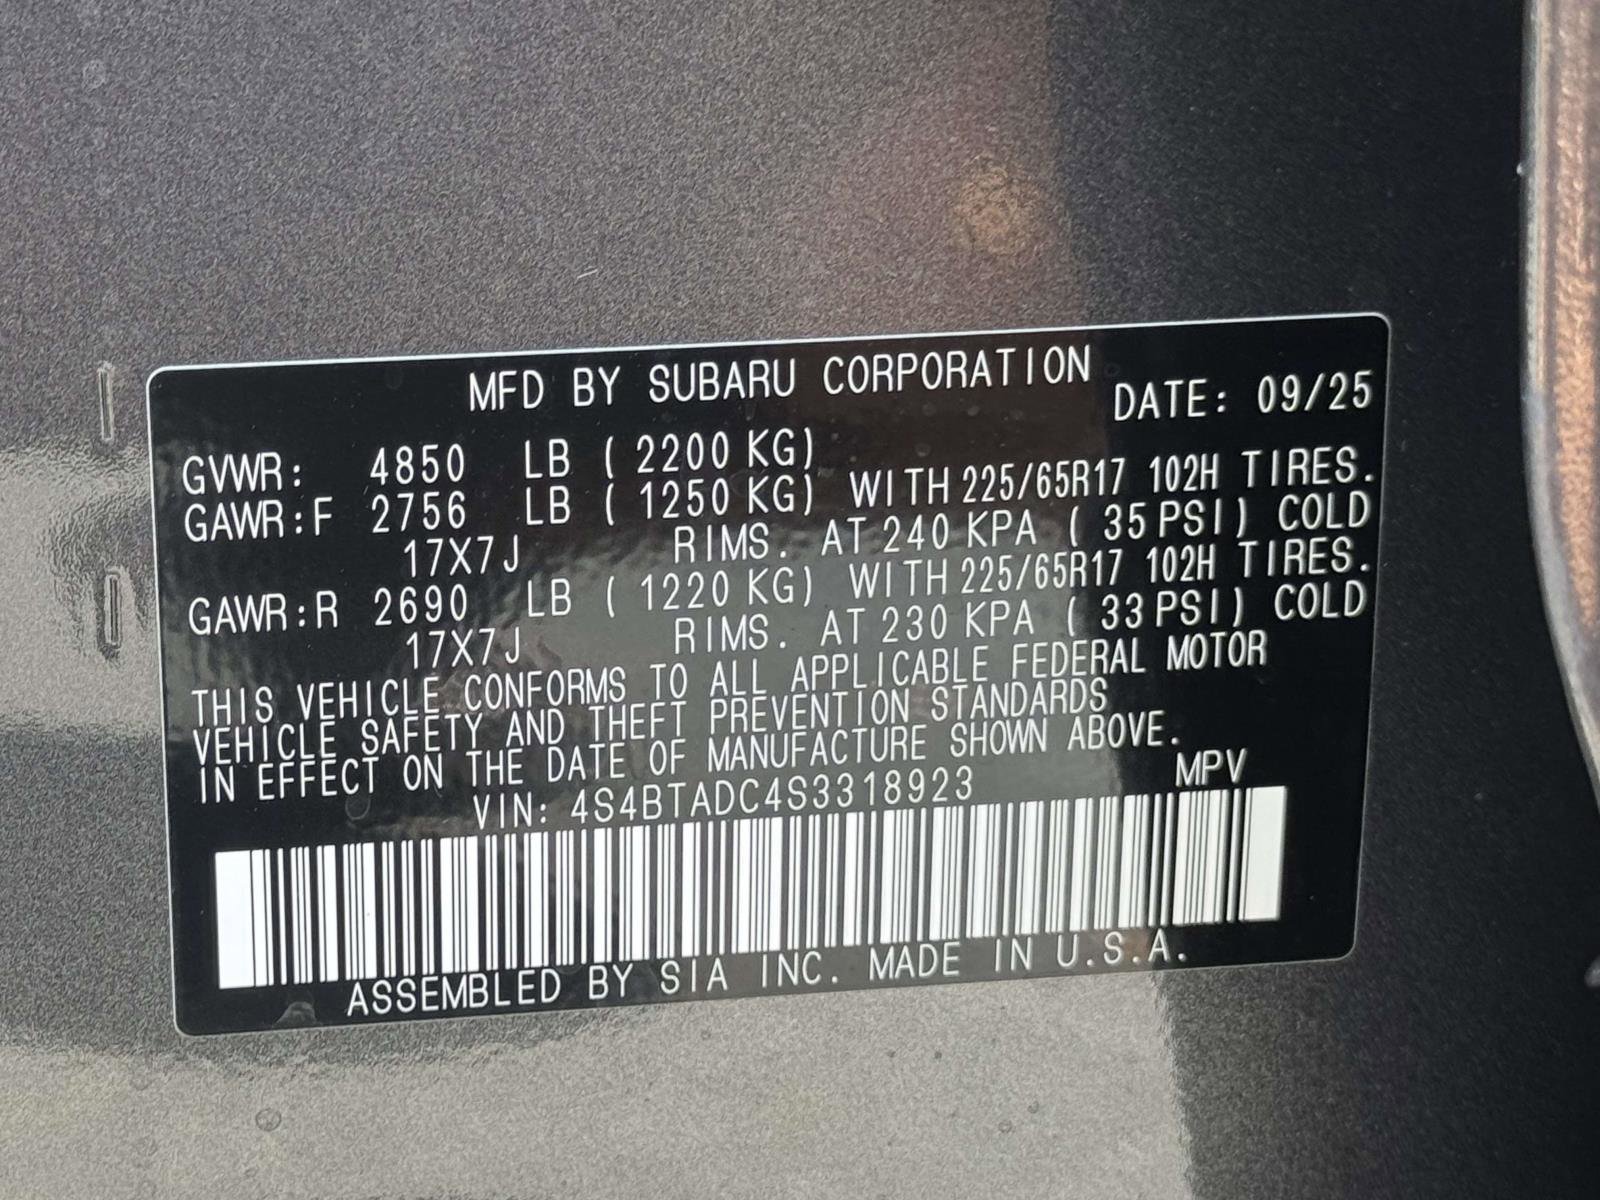 MFD BY SUBARU CORPORATION DATE: 09/25
GVWR: 4850 LB ( 2200 KG)
GAWR:F 2756 LB ( 1250 KG) WITH 225/65R17 102H TIRES.
17X7J RIMS. AT 240 KPA ( 35 PSI) COLD
GAWR:R 2690 LB ( 1220 KG) WITH 225/65R17 102H TIRES.
17X7J RIMS. AT 230 KPA ( 33 PSI) COLD
THIS VEHICLE CONFORMS TO ALL APPLICABLE FEDERAL MOTOR
VEHICLE SAFETY AND THEFT PREVENTION STANDARDS
IN EFFECT ON THE DATE OF MANUFACTURE SHOWN ABOVE.
VIN: 4S4BTADC4S3318923 MPV
ASSEMBLED BY SIA INC. MADE IN U.S.A.